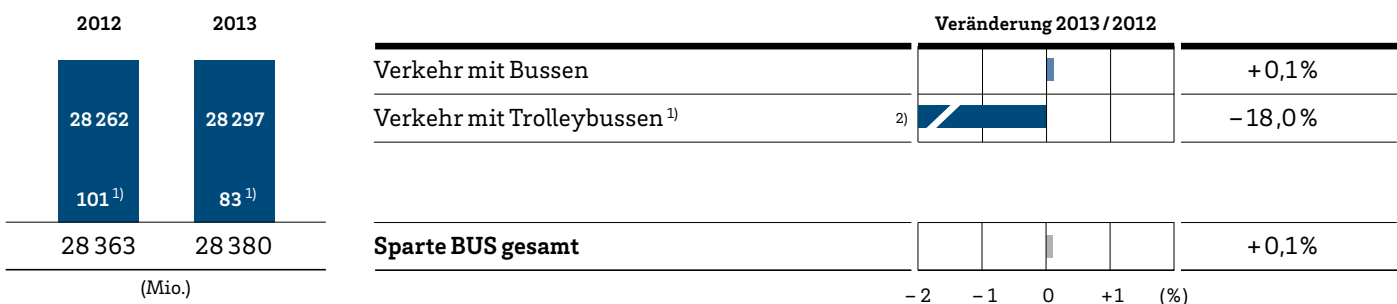 2012 2013 Veränderung 2013/2012
Verkehr mit Bussen +0,1%
28 262 28 297 Verkehr mit Trolleybussen 1) 2) –18,0%
101 1) 83 1)
28 363 28 380 Sparte BUS gesamt +0,1%
(Mio.) –2 –1 0 +1 (%)